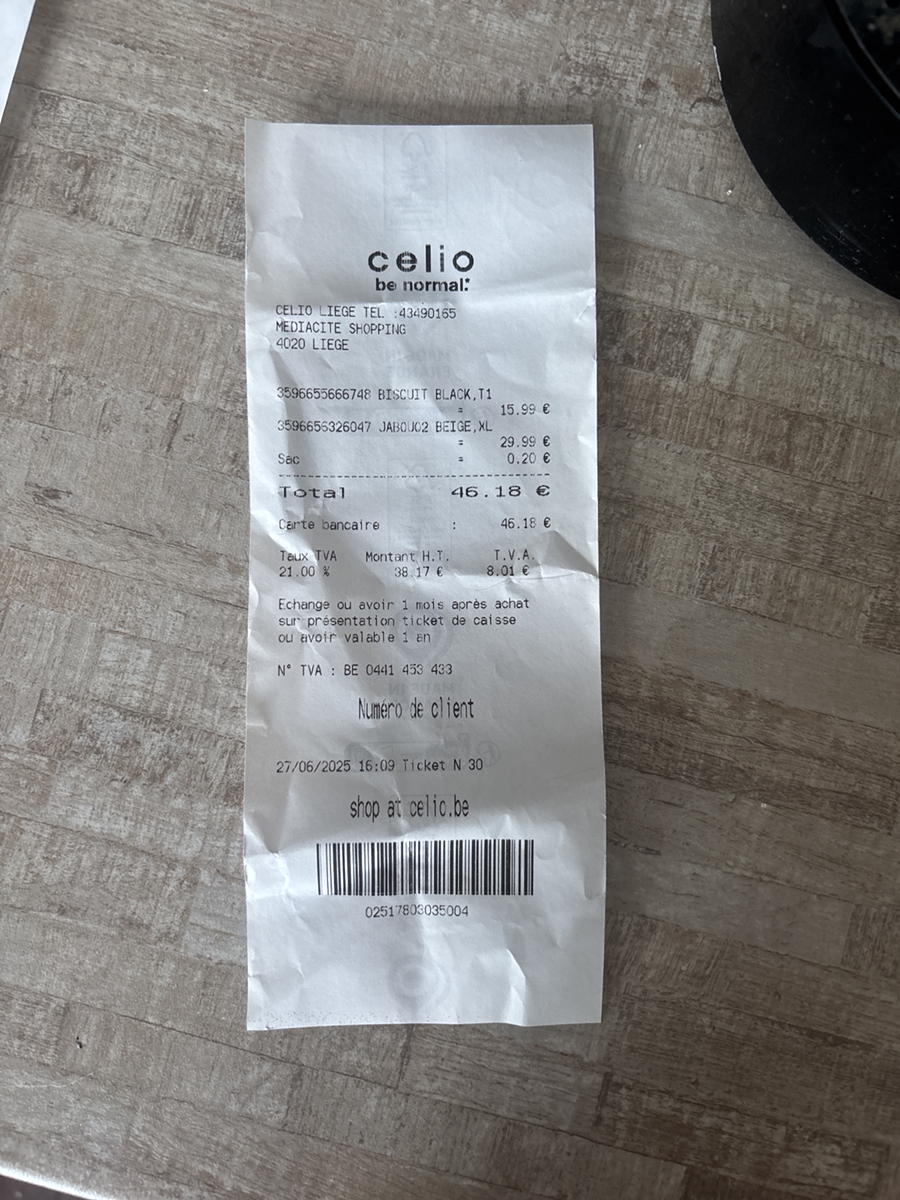 celio
be normal:
CELIO LIEGE TEL :43490165
MEDIACITE SHOPPING
4020 LIEGE
3596655666748 BISCUIT BLACK,T1
= 15.99 €
3596656326047 JABOUO2 BEIGE,XL
= 29.99 €
Sac = 0.20 €
Total 46.18 €
Carte bancaire : 46.18 €
Taux TVA Montant H.T. T.V.A.
21.00 % 38.17 € 8.01 €
Echange ou avoir 1 mois après achat
sur présentation ticket de caisse
ou avoir valable 1 an
N° TVA : BE 0441 453 433
Numéro de client
27/06/2025 16:09 Ticket N 30
shop at celio.be
02517803035004